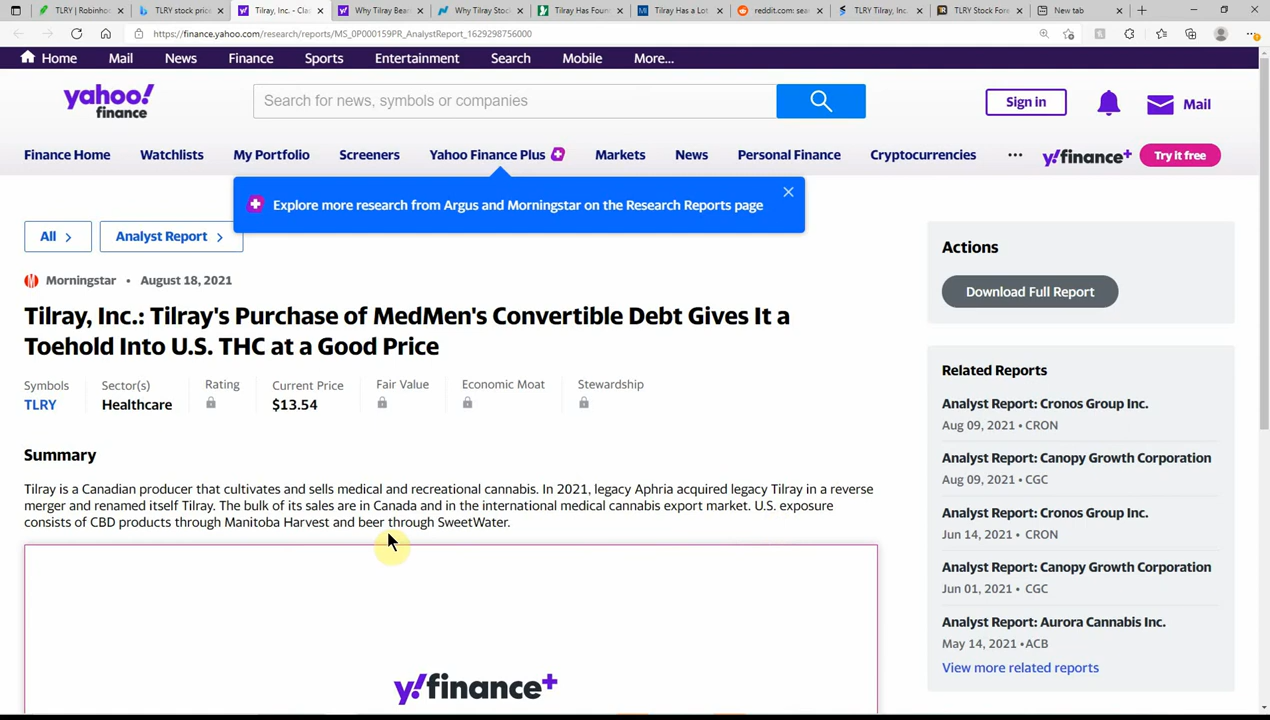 TLRY | Robinhoo
TLRY stock price
Tilray, Inc. - Cla
Why Tilray Bear
Why Tilray Stoc
Tilray Has Foun
Tilray Has a Lot
reddit.com: sea
TLRY Tilray, Inc.
TLRY Stock Fore
New tab
https://finance.yahoo.com/research/reports/MS_0P000159PR_AnalystReport_1629298756000
Home Mail News Finance Sports Entertainment Search Mobile More...
yahoo!
finance
Search for news, symbols or companies
Sign in
Mail
Finance Home Watchlists My Portfolio Screeners Yahoo Finance Plus Markets News Personal Finance Cryptocurrencies ... y!finance+ Try it free
Explore more research from Argus and Morningstar on the Research Reports page
All >
Analyst Report >
Morningstar • August 18, 2021
Tilray, Inc.: Tilray's Purchase of MedMen's Convertible Debt Gives It a
Toehold Into U.S. THC at a Good Price
Symbols Sector(s) Rating Current Price Fair Value Economic Moat Stewardship
TLRY Healthcare $13.54
Summary
Tilray is a Canadian producer that cultivates and sells medical and recreational cannabis. In 2021, legacy Aphria acquired legacy Tilray in a reverse
merger and renamed itself Tilray. The bulk of its sales are in Canada and in the international medical cannabis export market. U.S. exposure
consists of CBD products through Manitoba Harvest and beer through SweetWater.
y!finance+
Actions
Download Full Report
Related Reports
Analyst Report: Cronos Group Inc.
Aug 09, 2021 • CRON
Analyst Report: Canopy Growth Corporation
Aug 09, 2021 • CGC
Analyst Report: Cronos Group Inc.
Jun 14, 2021 • CRON
Analyst Report: Canopy Growth Corporation
Jun 01, 2021 • CGC
Analyst Report: Aurora Cannabis Inc.
May 14, 2021 • ACB
View more related reports